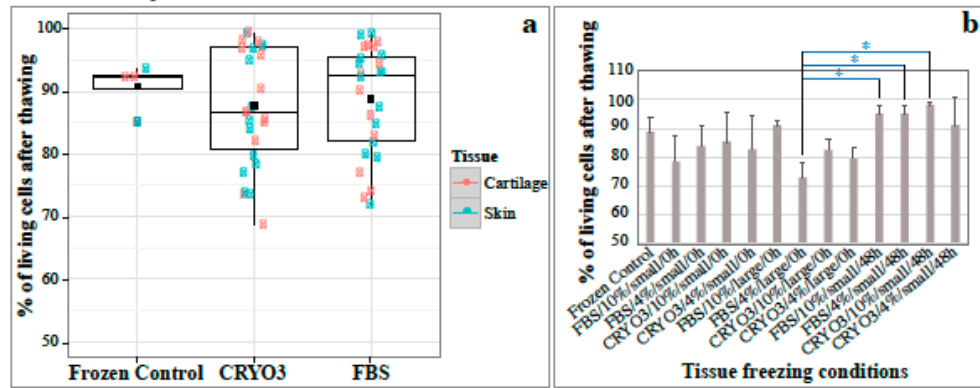 a
% of living cells after thawing
100
90
80
70
60
50
Frozen Control
CRYO3
FBS
Tissue
Cartilage
Skin
b
% of living cells after thawing
110
100
90
80
70
60
50
*
*
*
Frozen Control
FBS/10%/small/0h
FBS/4%/small/0h
CRYO3/10%/small/0h
CRYO3/4%/small/0h
FBS/10%/large/0h
FBS/4%/large/0h
CRYO3/10%/large/0h
CRYO3/4%/large/0h
FBS/10%/small/48h
FBS/4%/small/48h
CRYO3/10%/small/48h
CRYO3/4%/small/48h
Tissue freezing conditions